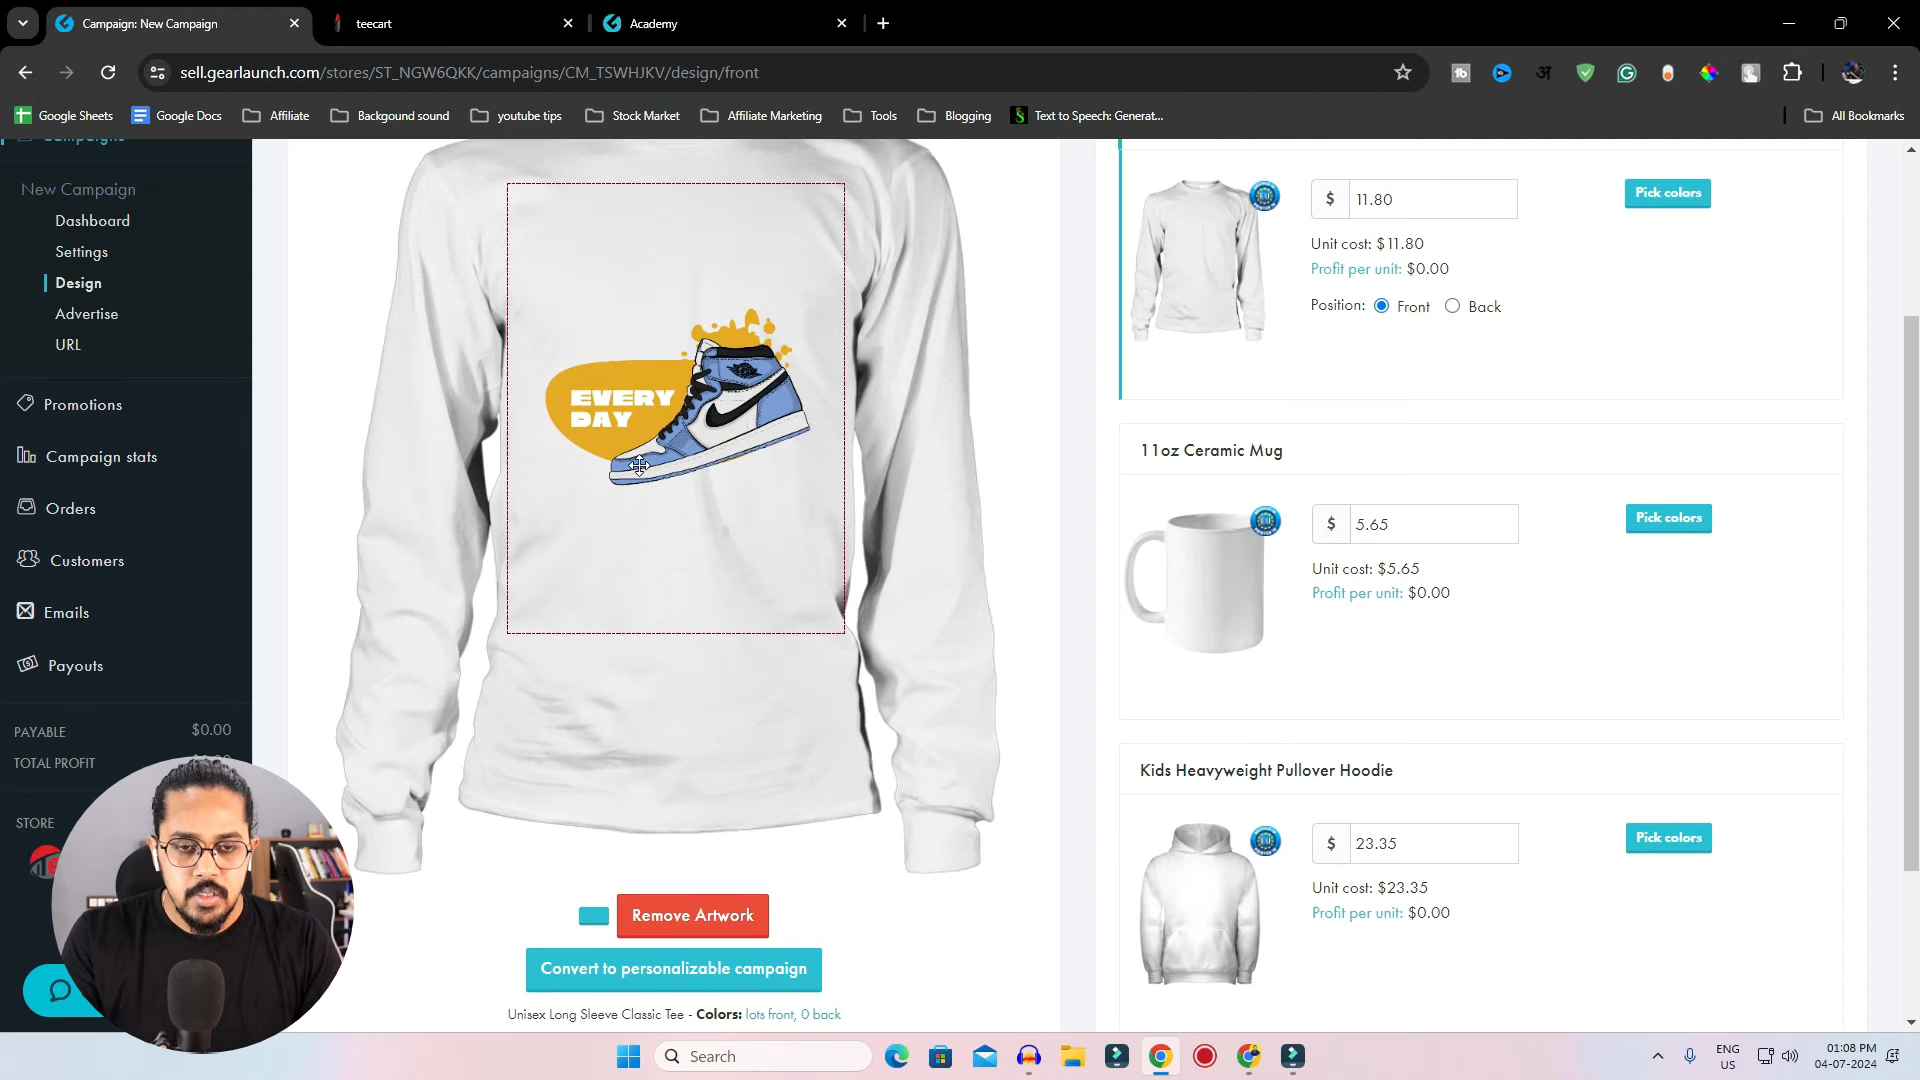 Campaign: New Campaign
teecart
Academy
sell.gearlaunch.com/stores/ST_NGW6QKK/campaigns/CM_TSWHJKV/design/front
Google Sheets
Google Docs
Affiliate
Backgound sound
youtube tips
Stock Market
Affiliate Marketing
Tools
Blogging
Text to Speech: Generat...
All Bookmarks
Campaigns
New Campaign
Dashboard
Settings
Design
Advertise
URL
Promotions
Campaign stats
Orders
Customers
Emails
Payouts
PAYABLE $0.00
TOTAL PROFIT
STORE
EVERY
DAY
Remove Artwork
Convert to personalizable campaign
Unisex Long Sleeve Classic Tee - Colors: lots front, 0 back
$ 11.80
Pick colors
Unit cost: $11.80
Profit per unit: $0.00
Position: Front Back
11oz Ceramic Mug
$ 5.65
Pick colors
Unit cost: $5.65
Profit per unit: $0.00
Kids Heavyweight Pullover Hoodie
$ 23.35
Pick colors
Unit cost: $23.35
Profit per unit: $0.00
Search
ENG
US
01:08 PM
04-07-2024